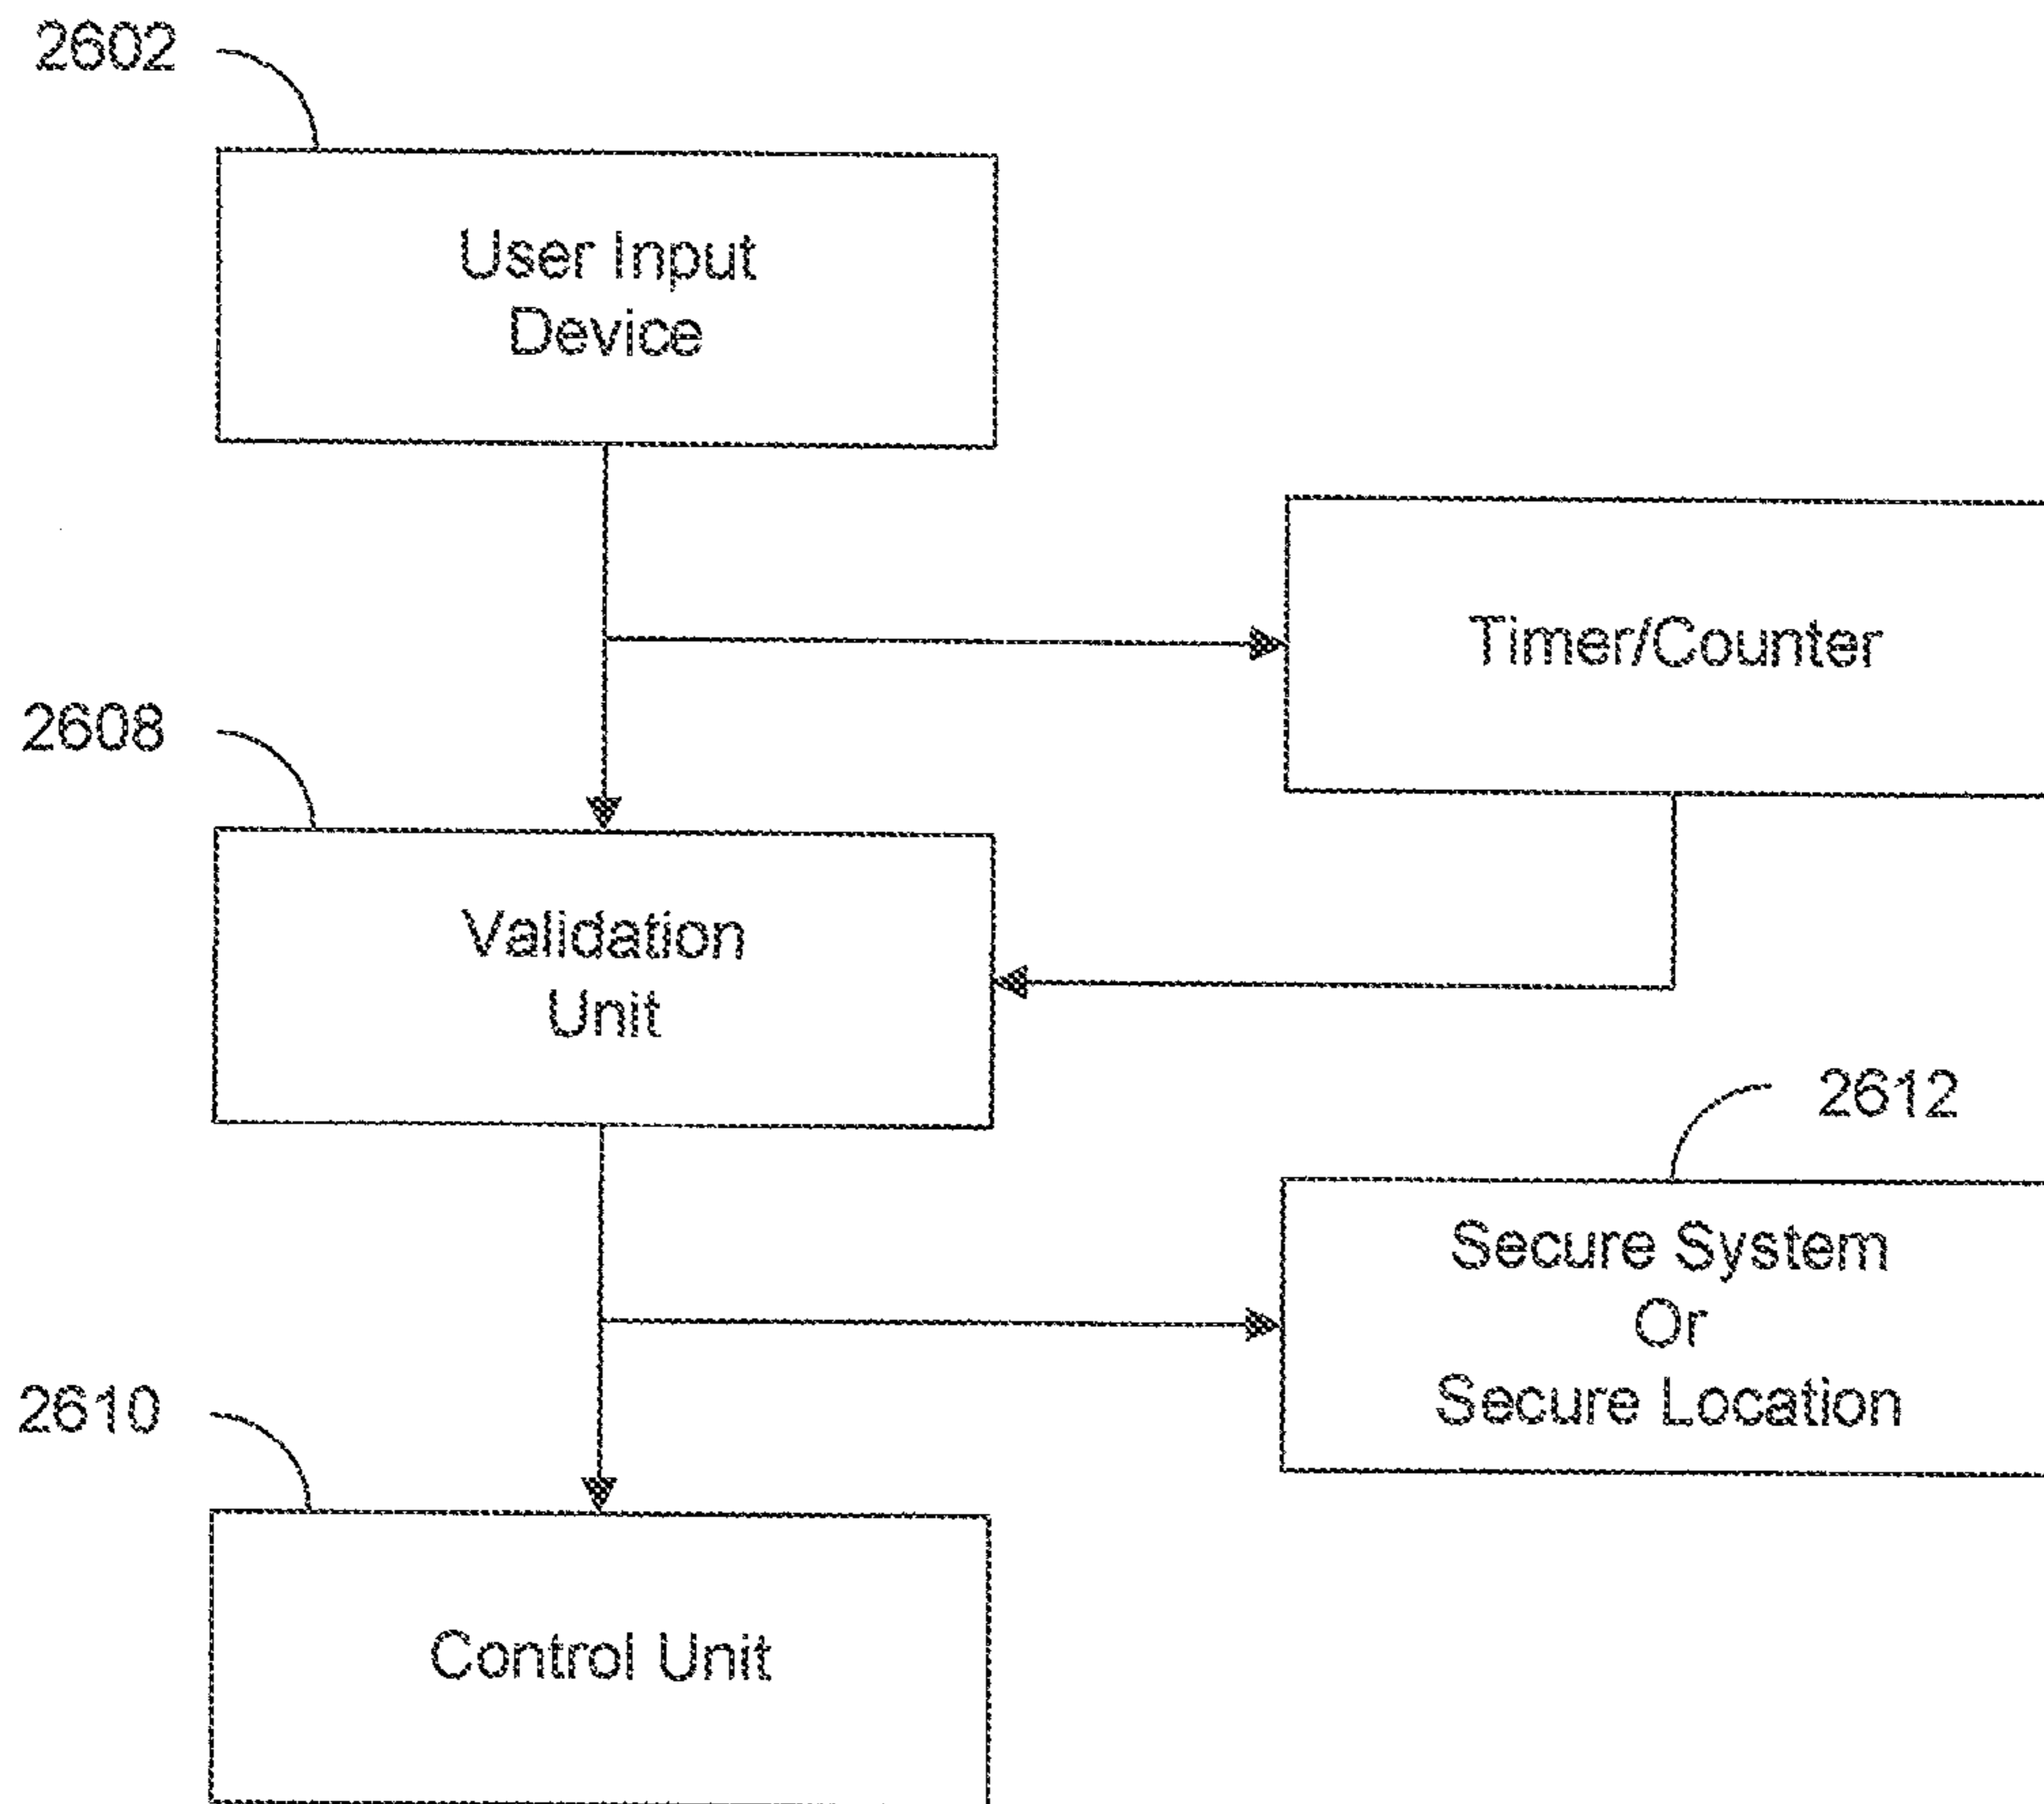 2602
User Input
Device
Timer/Counter
2608
Validation
Unit
2612
Secure System
Or
Secure Location
2610
Control Unit